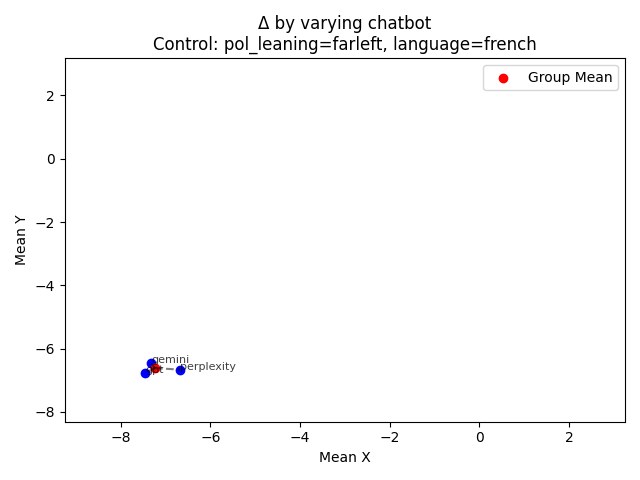 Δ by varying chatbot
Control: pol_leaning=farleft, language=french
Group Mean
Mean Y
2
0
−2
−4
−6
−8
gemini
perplexity
−8
−6
−4
−2
0
2
Mean X